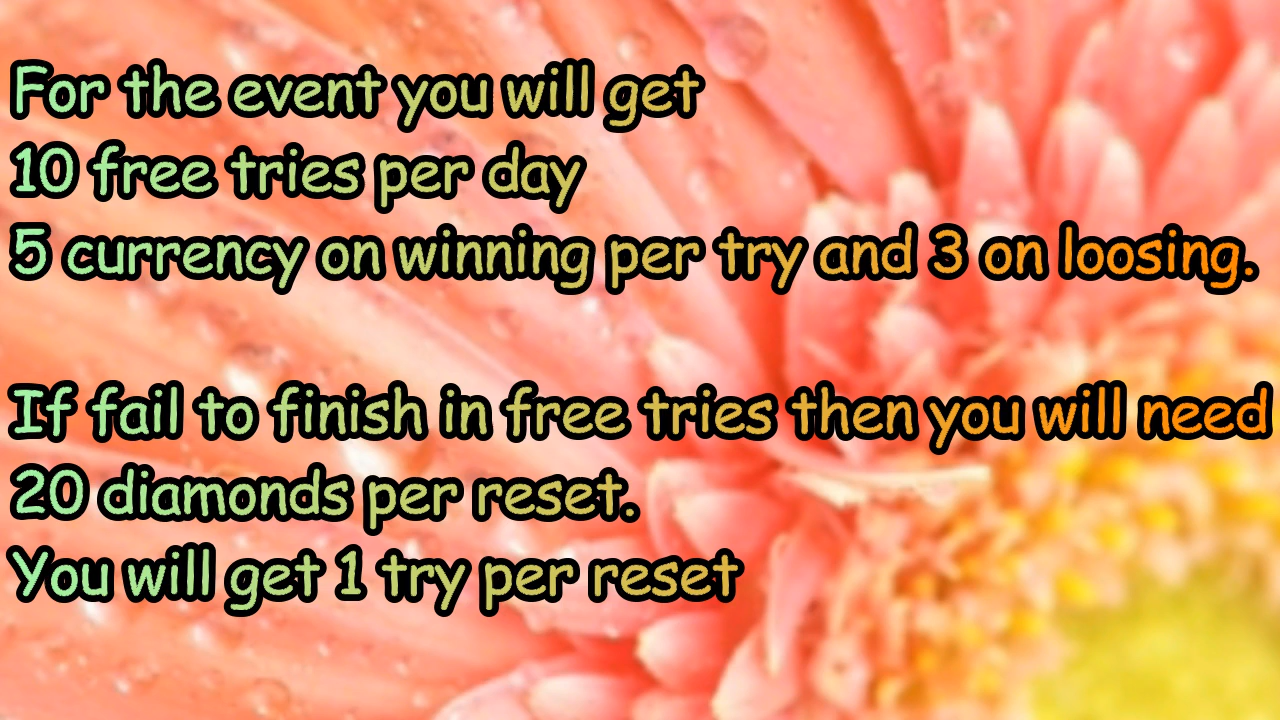 For the event you will get
10 free tries per day
5 currency on winning per try and 3 on loosing.
If fail to finish in free tries then you will need
20 diamonds per reset.
You will get 1 try per reset